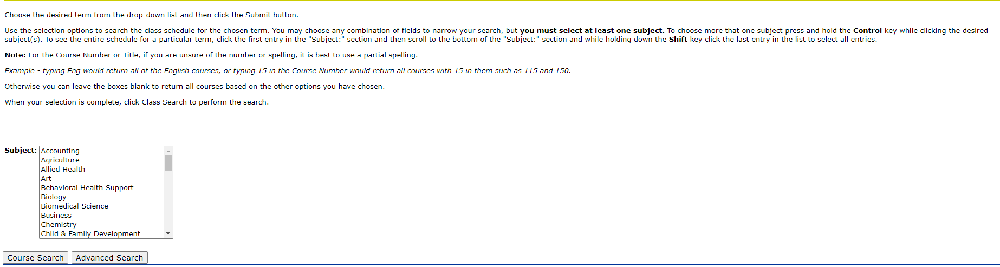 Choose the desired term from the drop-down list and then click the Submit button.
Use the selection options to search the class schedule for the chosen term. You may choose any combination of fields to narrow your search, but you must select at least one subject. To choose more that one subject press and hold the Control key while clicking the desired
subject(s). To see the entire schedule for a particular term, click the first entry in the "Subject:" section and then scroll to the bottom of the "Subject:" section and while holding down the Shift key click the last entry in the list to select all entries.
Note: For the Course Number or Title, if you are unsure of the number or spelling, it is best to use a partial spelling.
Example - typing Eng would return all of the English courses, or typing 15 in the Course Number would return all courses with 15 in them such as 115 and 150.
Otherwise you can leave the boxes blank to return all courses based on the other options you have chosen.
When your selection is complete, click Class Search to perform the search.
Subject: Accounting
Agriculture
Allied Health
Art
Behavioral Health Support
Biology
Biomedical Science
Business
Chemistry
Child & Family Development
Course Search Advanced Search